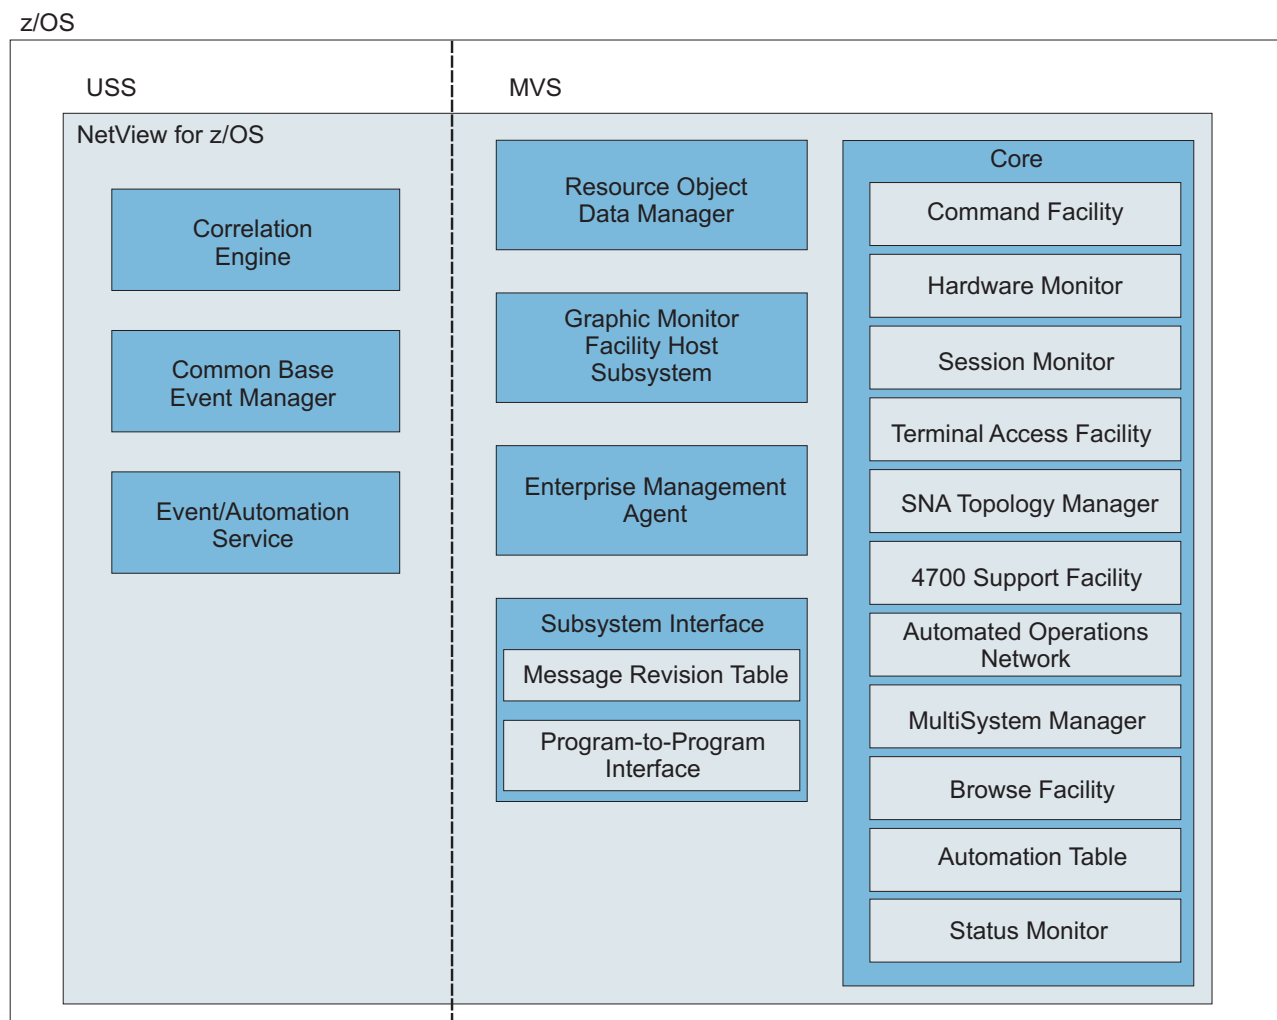 z/OS
USS
MVS
NetView for z/OS
Correlation
Engine
Common Base
Event Manager
Event/Automation
Service
Resource Object
Data Manager
Graphic Monitor
Facility Host
Subsystem
Enterprise Management
Agent
Subsystem Interface
Message Revision Table
Program-to-Program
Interface
Core
Command Facility
Hardware Monitor
Session Monitor
Terminal Access Facility
SNA Topology Manager
4700 Support Facility
Automated Operations
Network
MultiSystem Manager
Browse Facility
Automation Table
Status Monitor